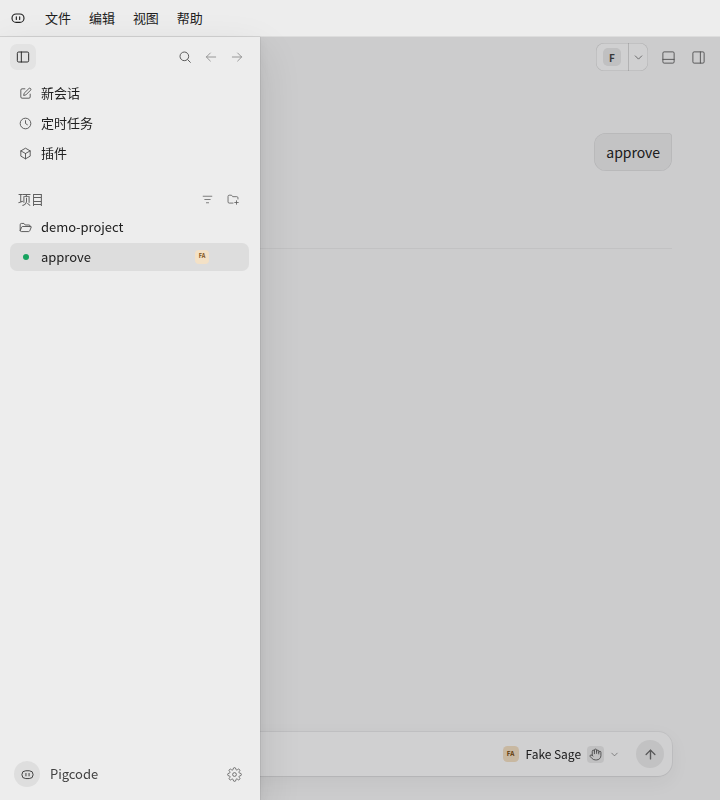 文件 编辑 视图 帮助
F
新会话
定时任务
插件
approve
项目
demo-project
approve FA
FA Fake Sage
Pigcode